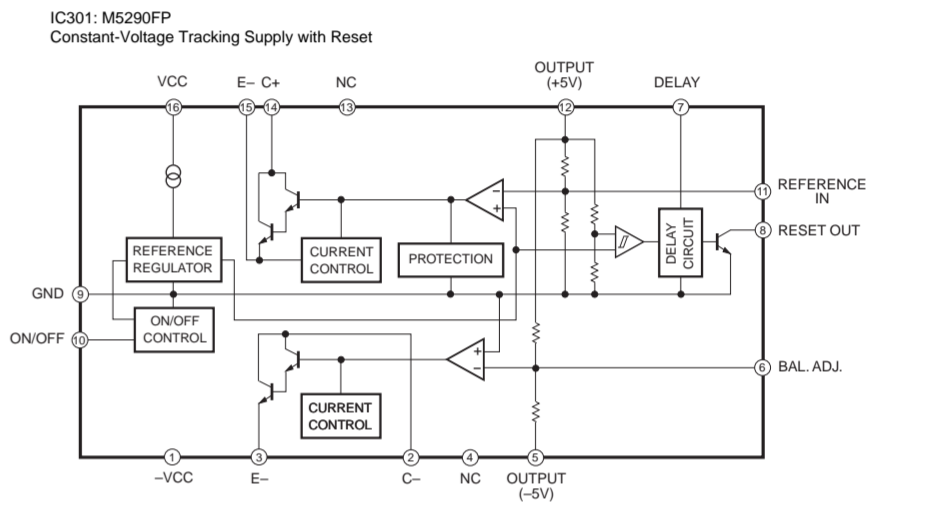 IC301: M5290FP
Constant-Voltage Tracking Supply with Reset
VCC
E– C+
NC
OUTPUT
(+5V)
DELAY
16
15
14
13
12
7
11
REFERENCE
IN
8
RESET OUT
REFERENCE
REGULATOR
CURRENT
CONTROL
PROTECTION
DELAY
CIRCUIT
–
+
GND
9
ON/OFF
10
ON/OFF
CONTROL
+
–
6
BAL. ADJ.
CURRENT
CONTROL
1
3
2
4
5
–VCC
E–
C–
NC
OUTPUT
(–5V)